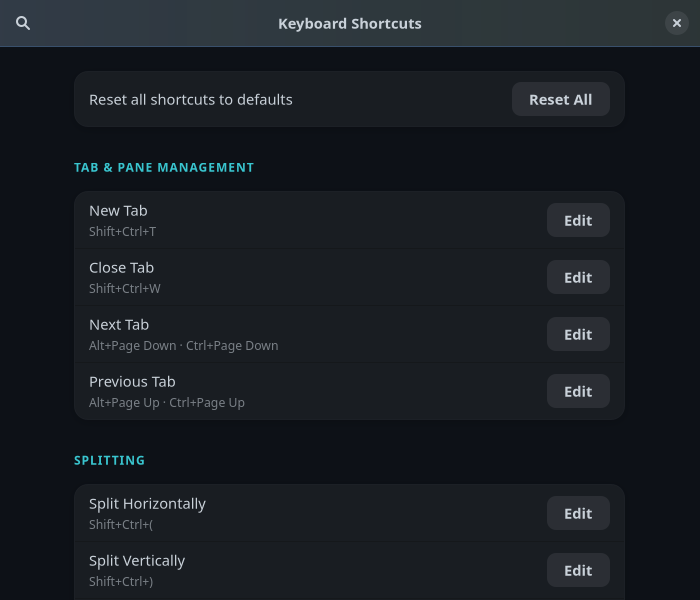 Keyboard Shortcuts
Reset all shortcuts to defaults
Reset All
TAB & PANE MANAGEMENT
New Tab
Shift+Ctrl+T
Edit
Close Tab
Shift+Ctrl+W
Edit
Next Tab
Alt+Page Down · Ctrl+Page Down
Edit
Previous Tab
Alt+Page Up · Ctrl+Page Up
Edit
SPLITTING
Split Horizontally
Shift+Ctrl+(
Edit
Split Vertically
Shift+Ctrl+)
Edit